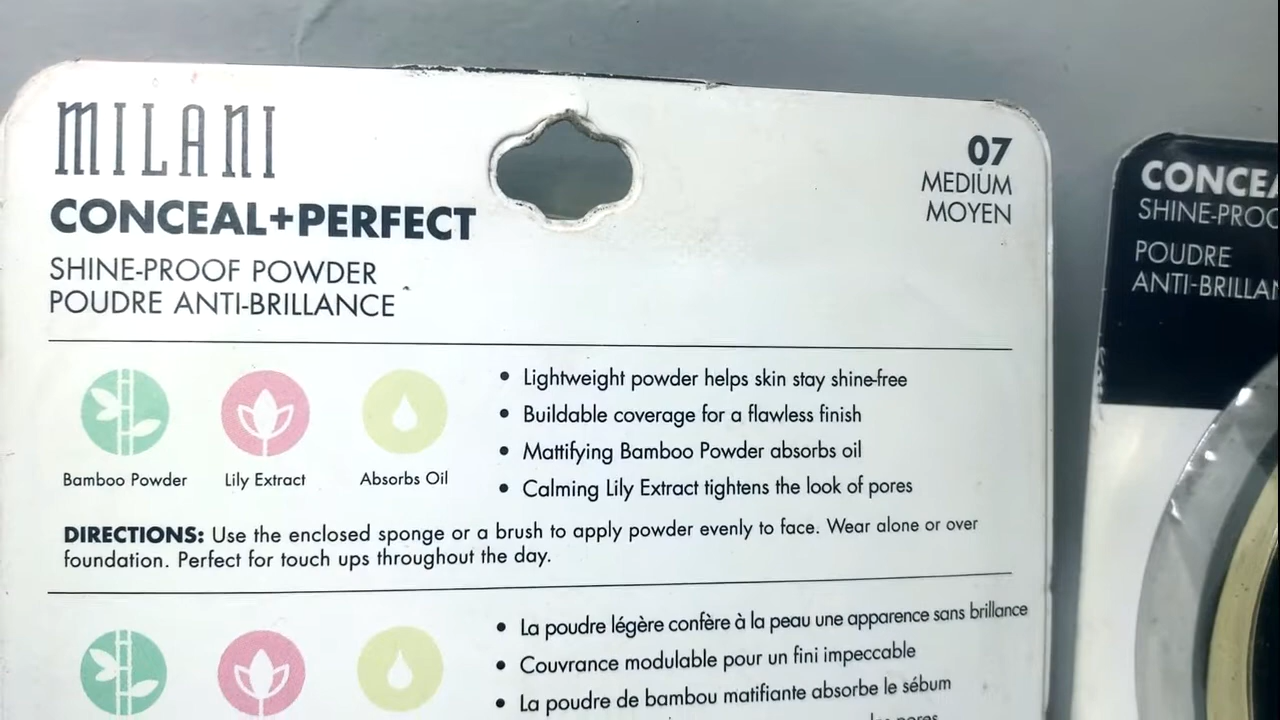 MILANI
CONCEAL+PERFECT
SHINE-PROOF POWDER
POUDRE ANTI-BRILLANCE
07
MEDIUM
MOYEN
Bamboo Powder
Lily Extract
Absorbs Oil
• Lightweight powder helps skin stay shine-free
• Buildable coverage for a flawless finish
• Mattifying Bamboo Powder absorbs oil
• Calming Lily Extract tightens the look of pores
DIRECTIONS: Use the enclosed sponge or a brush to apply powder evenly to face. Wear alone or over
foundation. Perfect for touch ups throughout the day.
• La poudre légère confère à la peau une apparence sans brillance
• Couvrance modulable pour un fini impeccable
• La poudre de bambou matifiante absorbe le sébum
les pores
SHINE-
POUDRE
ANTI-